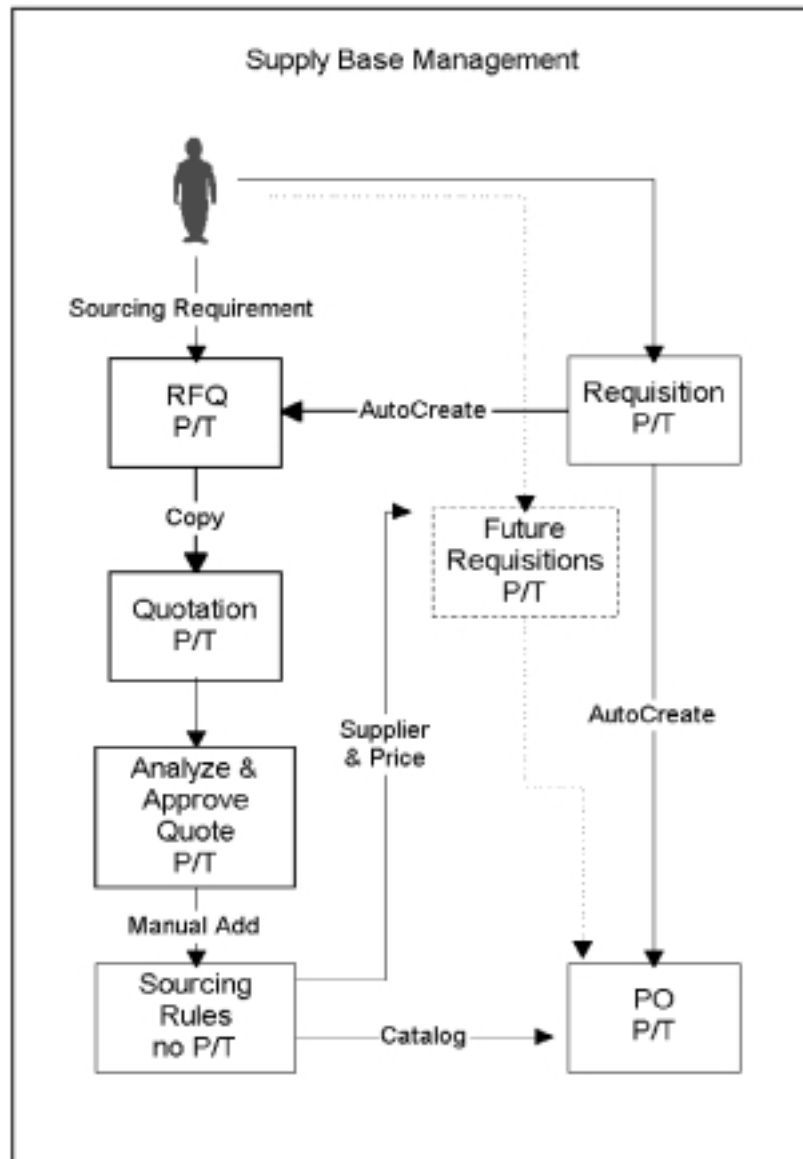 Supply Base Management
Sourcing Requirement
RFQ
P/T
AutoCreate
Requisition
P/T
Copy
Future
Requisitions
P/T
Quotation
P/T
Supplier
& Price
AutoCreate
Analyze &
Approve
Quote
P/T
Manual Add
Sourcing
Rules
no P/T
Catalog
PO
P/T